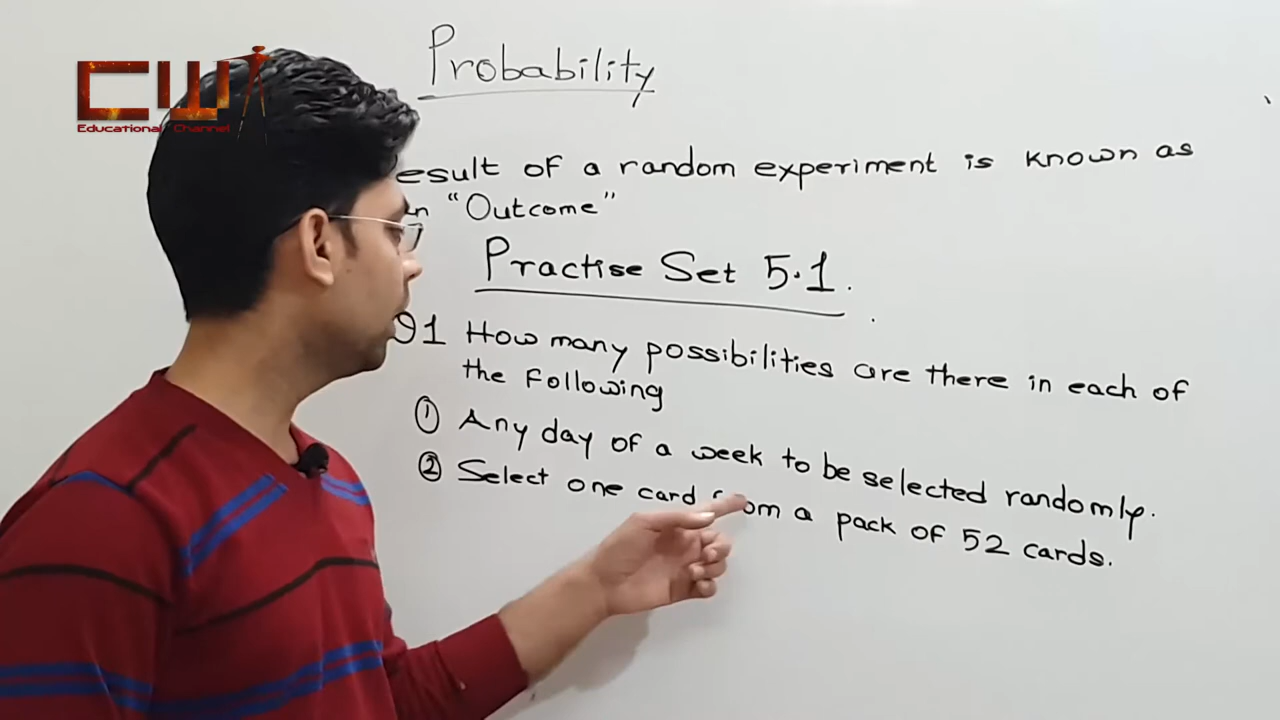 CW
Educational Channel
Probability
esult of a random experiment is known as
n "Outcome"
Practise Set 5.1.
Q1 How many possibilities are there in each of
the Following
① Any day of a week to be selected randomly.
② Select one card from a pack of 52 cards.